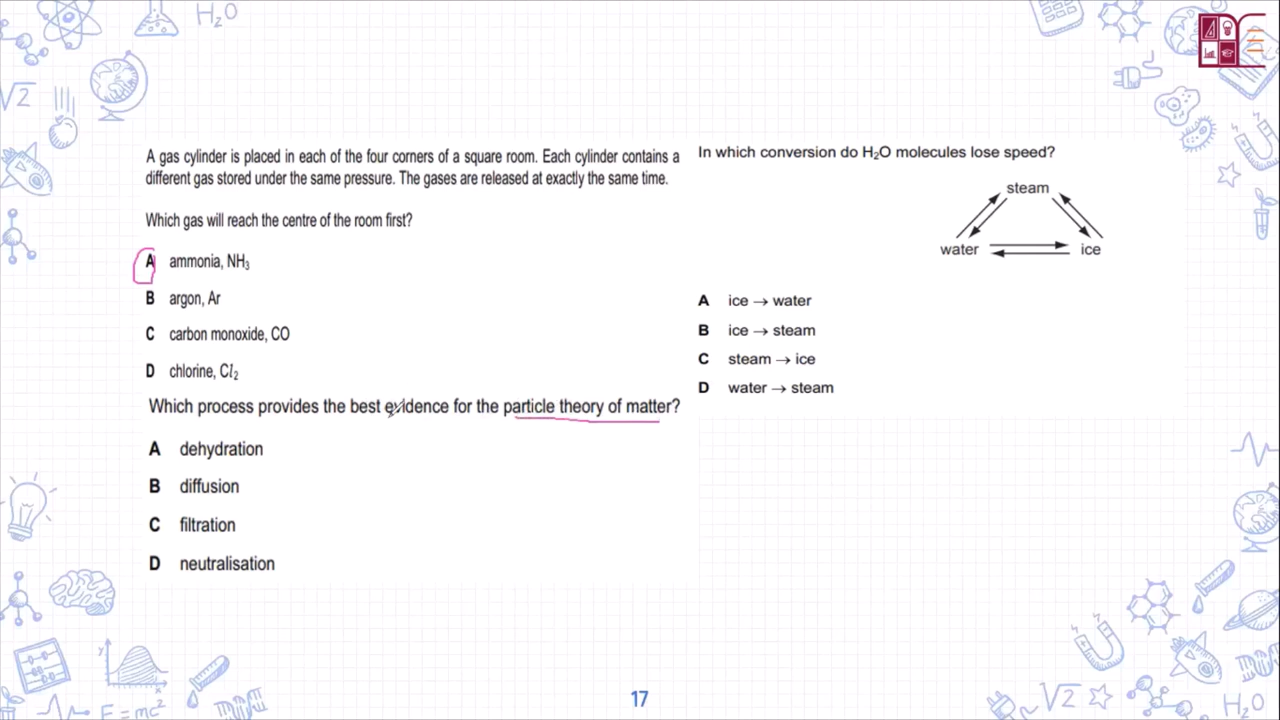 H₂O
√2
A gas cylinder is placed in each of the four corners of a square room. Each cylinder contains a
different gas stored under the same pressure. The gases are released at exactly the same time.
Which gas will reach the centre of the room first?
A ammonia, NH₃
B argon, Ar
C carbon monoxide, CO
D chlorine, Cl₂
Which process provides the best evidence for the particle theory of matter?
A dehydration
B diffusion
C filtration
D neutralisation
In which conversion do H₂O molecules lose speed?
steam
water
ice
A ice → water
B ice → steam
C steam → ice
D water → steam
17
y
x
E = mc²
√2
H₂O